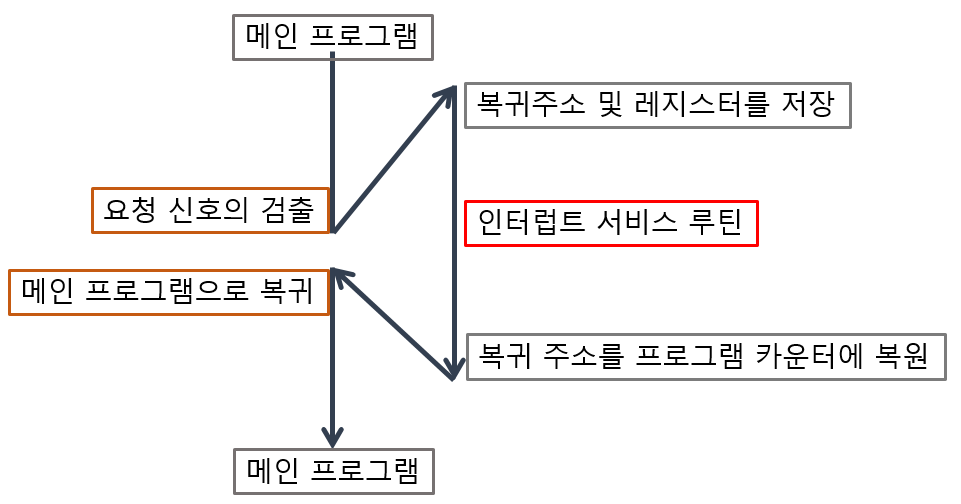 메인 프로그램
복귀주소 및 레지스터를 저장
요청 신호의 검출
인터럽트 서비스 루틴
메인 프로그램으로 복귀
복귀 주소를 프로그램 카운터에 복원
메인 프로그램